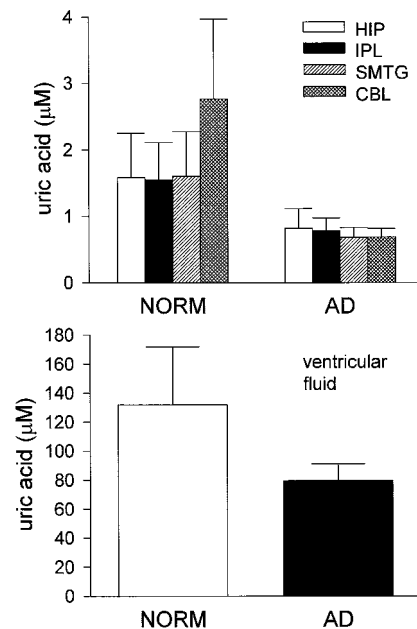 HIP
IPL
SMTG
CBL
uric acid (μM)
4
3
2
1
0
NORM AD
ventricular
fluid
uric acid (μM)
180
160
140
120
100
80
60
40
20
0
NORM AD